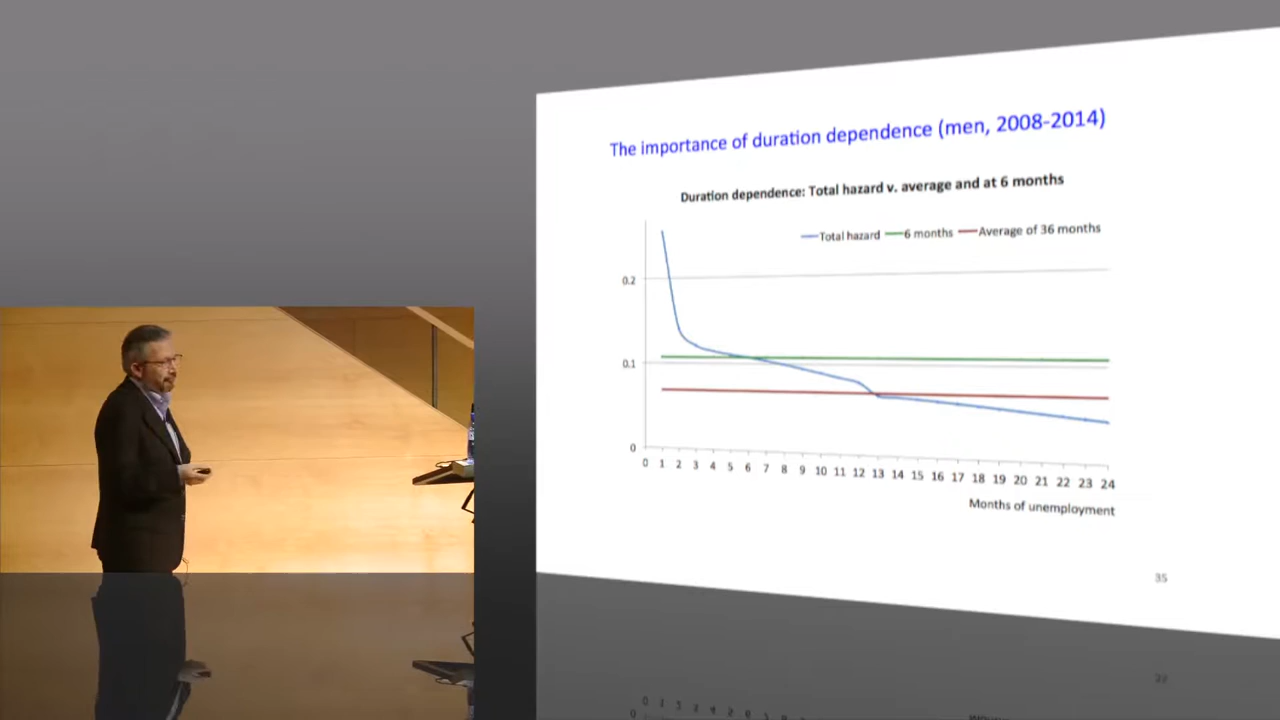 The importance of duration dependence (men, 2008-2014)
Duration dependence: Total hazard v. average and at 6 months
Total hazard 6 months Average of 36 months
0.2
0.1
0
0 1 2 3 4 5 6 7 8 9 10 11 12 13 14 15 16 17 18 19 20 21 22 23 24
Months of unemployment
35